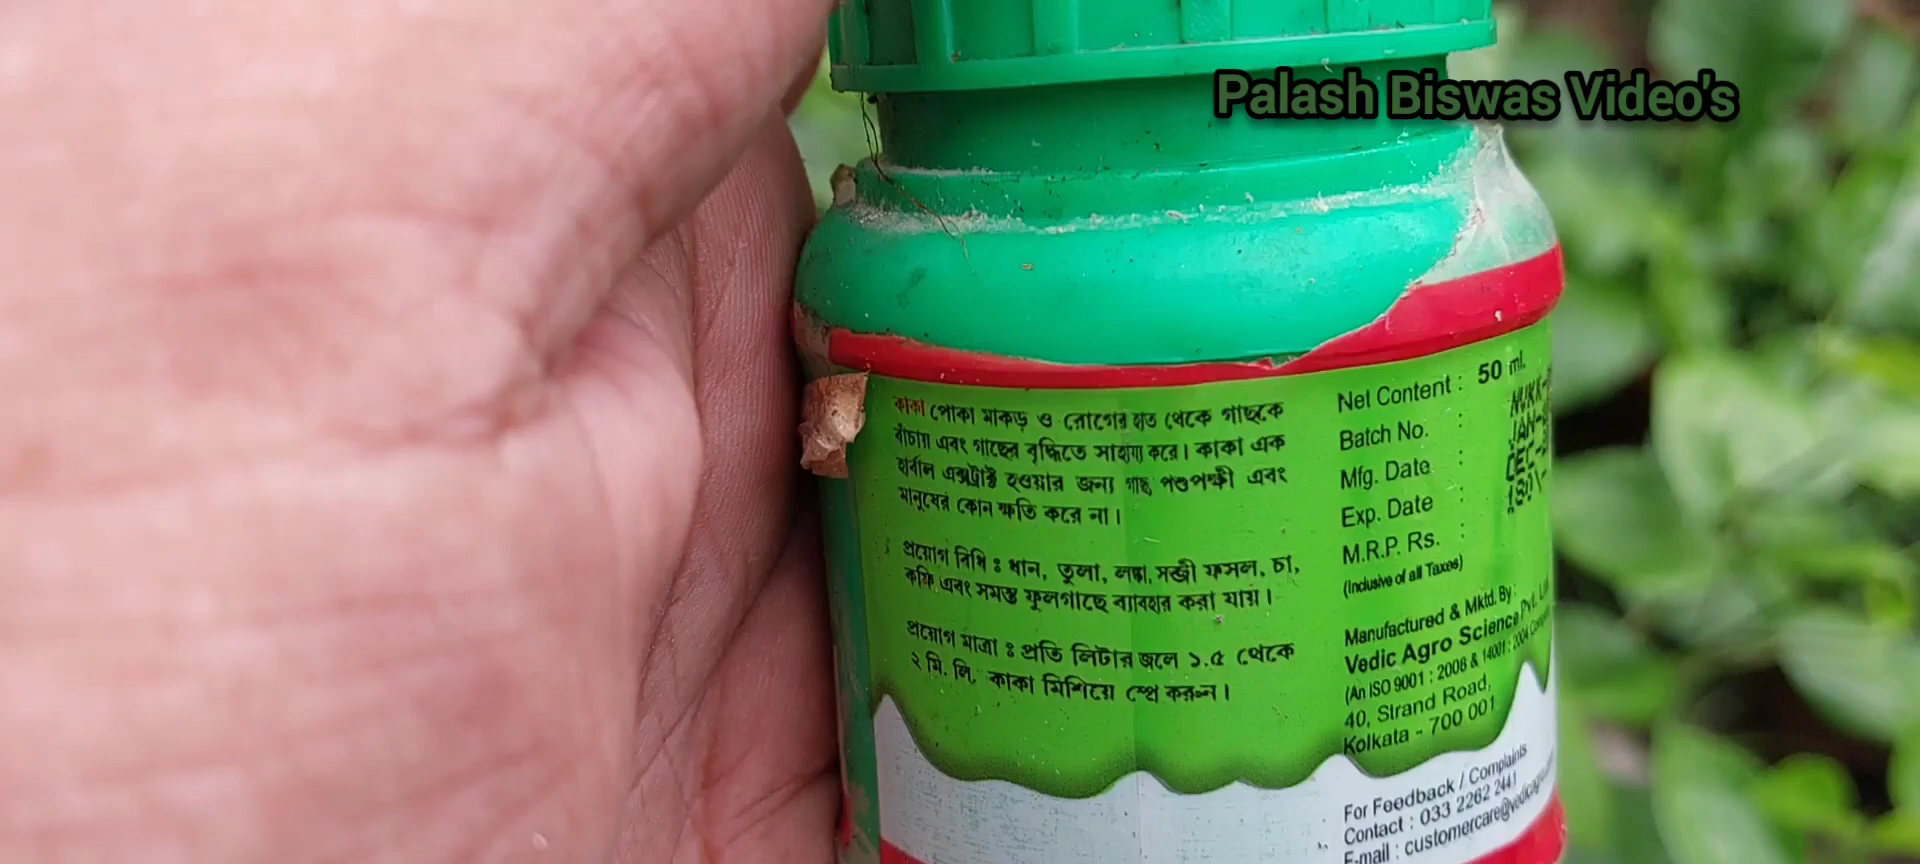 Palash Biswas Video's
কাকা পোকা মাকড় ও রোগের হাত থেকে গাছকে
বাঁচায় এবং গাছের বৃদ্ধিতে সাহায্য করে। কাকা এক
হার্বাল এক্সট্রাক্ট হওয়ার জন্য গাছ পশুপক্ষী এবং
মানুষের কোন ক্ষতি করে না।
প্রয়োগ বিধি : ধান, তুলা, লঙ্কা, সব্জী ফসল, চা,
কফি এবং সমস্ত ফুলগাছে ব্যাবহার করা যায়।
প্রয়োগ মাত্রা : প্রতি লিটার জলে ১.৫ থেকে
২ মি. লি. কাকা মিশিয়ে স্প্রে করুন।
Net Content : 50 ml.
Batch No. :
Mfg. Date :
Exp. Date :
M.R.P. Rs. :
(Inclusive of all Taxes)
Manufactured & Mktd. By :
Vedic Agro Science Pvt.
(An ISO 9001 : 2008 & 14001 : 2004
40, Strand Road,
Kolkata - 700 001
For Feedback / Complaints
Contact : 033 2262 2441
E-mail :